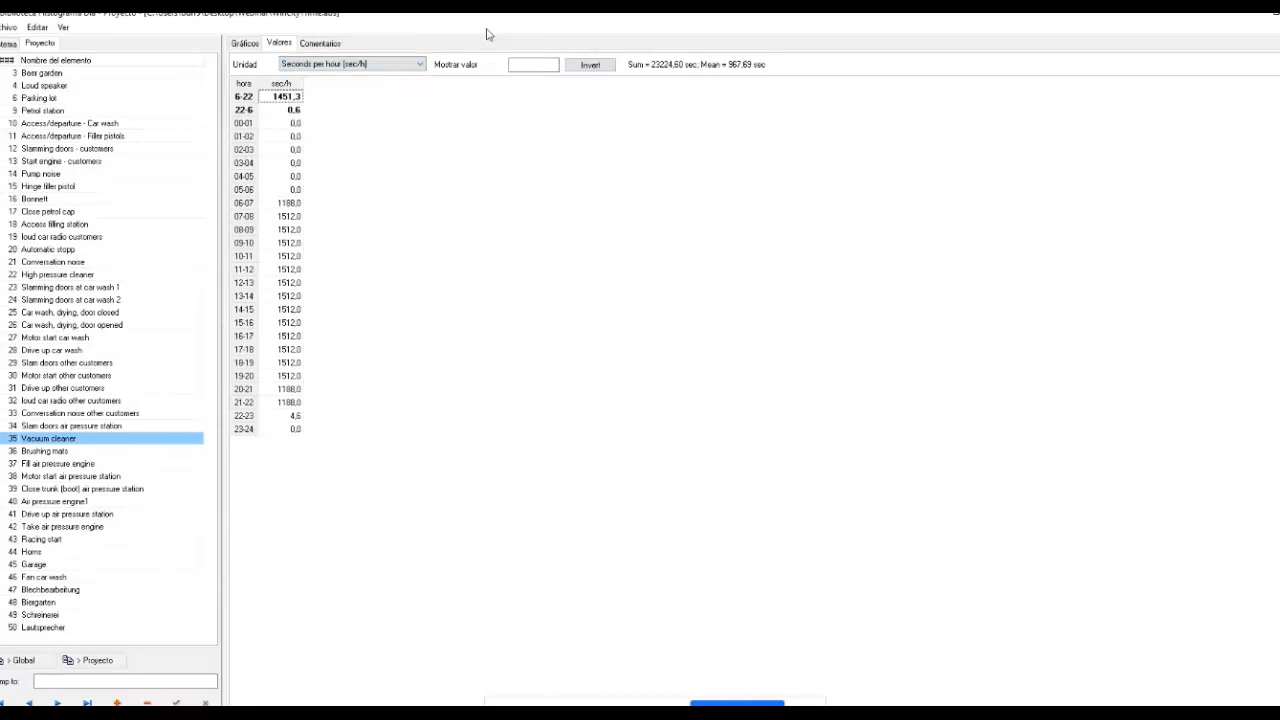 Biblioteca Histograma Día - Proyecto
chivo Editar Ver
Proyecto
Gráficos Valores Comentarios
### Nombre del elemento
3 Beer garden
4 Loud speaker
6 Parking lot
9 Petrol station
10 Access/departure - Car wash
11 Access/departure - Filler pistols
12 Slamming doors - customers
13 Start engine - customers
14 Pump noise
15 Hinge filler pistol
16 Bonnett
17 Close petrol cap
18 Access filling station
19 loud car radio customers
20 Automatic stopp
21 Conversation noise
22 High pressure cleaner
23 Slamming doors at car wash 1
24 Slamming doors at car wash 2
25 Car wash, drying, door closed
26 Car wash, drying, door opened
27 Motor start car wash
28 Drive up car wash
29 Slam doors other customers
30 Motor start other customers
31 Drive up other customers
32 loud car radio other customers
33 Conversation noise other customers
34 Slam doors air pressure station
35 Vacuum cleaner
36 Brushing mats
37 Fill air pressure engine
38 Motor start air pressure station
39 Close trunk (boot) air pressure station
40 Air pressure engine1
41 Drive up air pressure station
42 Take air pressure engine
43 Racing start
44 Horns
45 Garage
46 Fan car wash
47 Blechbearbeitung
48 Biergarten
49 Schreinerei
50 Lautsprecher
> Global > Proyecto
mp to:
Unidad Seconds per hour [sec/h] Mostrar valor Invert Sum = 23224,60 sec; Mean = 967,69 sec
hora sec/h
6-22 1451,3
22-6 0,6
00-01 0,0
01-02 0,0
02-03 0,0
03-04 0,0
04-05 0,0
05-06 0,0
06-07 1188,0
07-08 1512,0
08-09 1512,0
09-10 1512,0
10-11 1512,0
11-12 1512,0
12-13 1512,0
13-14 1512,0
14-15 1512,0
15-16 1512,0
16-17 1512,0
17-18 1512,0
18-19 1512,0
19-20 1512,0
20-21 1188,0
21-22 1188,0
22-23 4,6
23-24 0,0